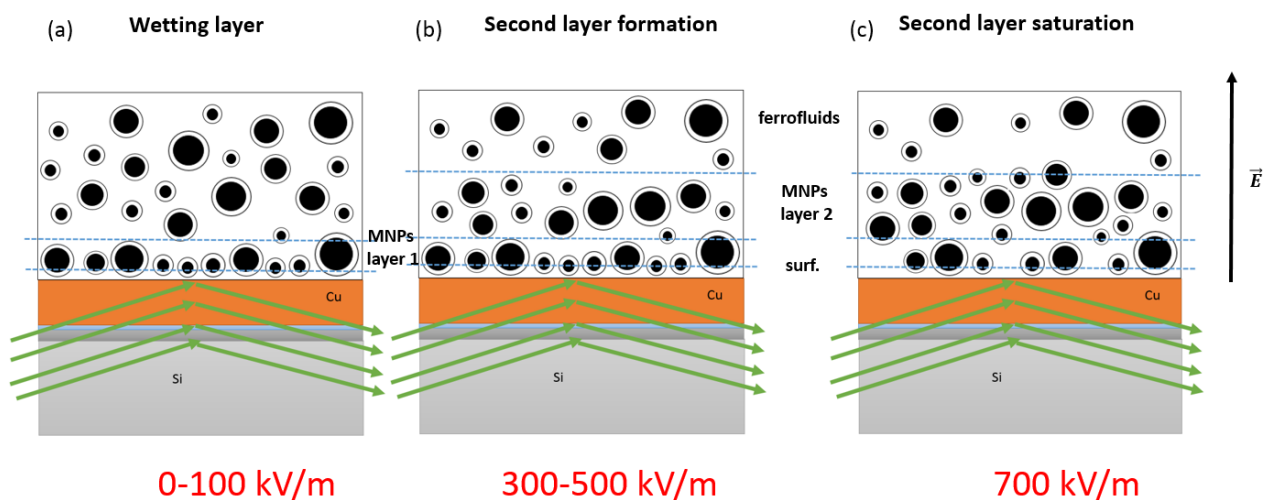 (a) Wetting layer
(b) Second layer formation
(c) Second layer saturation
ferrofluids
MNPs
layer 1
MNPs
layer 2
surf.
E
Cu
Cu
Cu
Si
Si
Si
0-100 kV/m
300-500 kV/m
700 kV/m